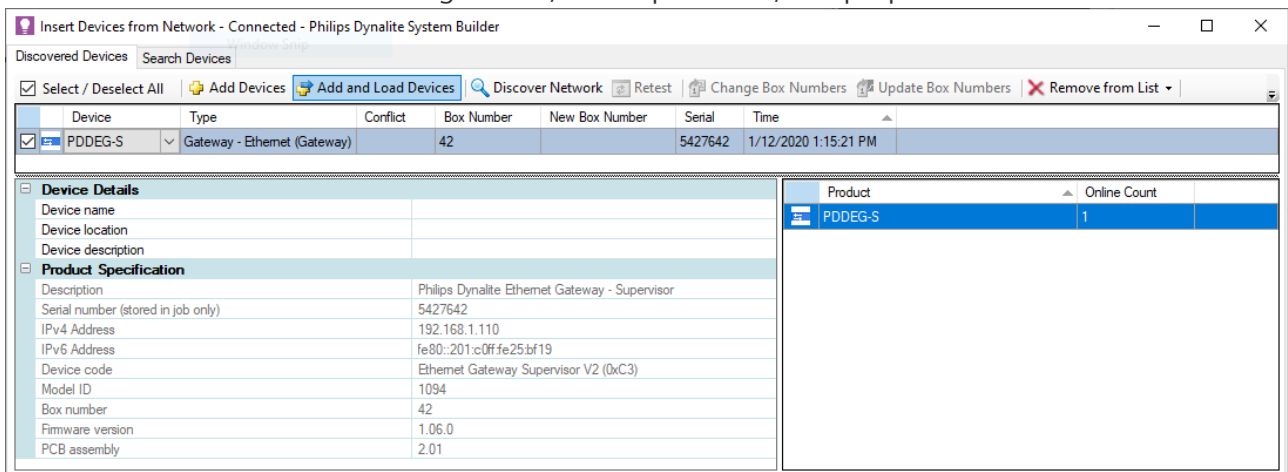 Insert Devices from Network - Connected - Philips Dynalite System Builder
Window Snip
Discovered Devices Search Devices
Select / Deselect All Add Devices Add and Load Devices Discover Network Retest Change Box Numbers Update Box Numbers Remove from List
Device Type Conflict Box Number New Box Number Serial Time
PDDEG-S Gateway - Ethernet (Gateway) 42 5427642 1/12/2020 1:15:21 PM
Device Details
Device name
Device location
Device description
Product Specification
Description Philips Dynalite Ethernet Gateway - Supervisor
Serial number (stored in job only) 5427642
IPv4 Address 192.168.1.110
IPv6 Address fe80::201:c0ff:fe25:bf19
Device code Ethernet Gateway Supervisor V2 (0xC3)
Model ID 1094
Box number 42
Firmware version 1.06.0
PCB assembly 2.01
Product Online Count
PDDEG-S 1